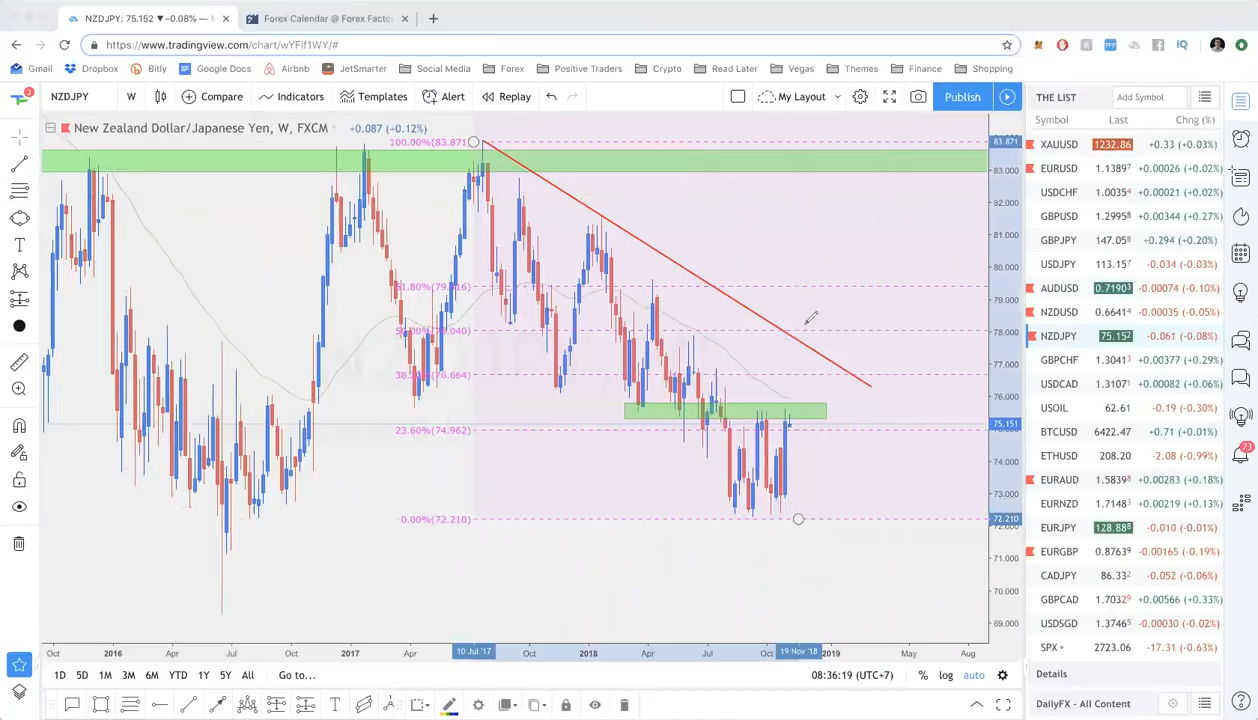 NZDJPY: 75.152 ▼−0.08% —
Forex Calendar @ Forex Facto
https://www.tradingview.com/chart/wYFif1WY/#
Gmail Dropbox Bitly Google Docs Airbnb JetSmarter Social Media Forex Positive Traders Crypto Read Later Vegas Themes Finance Shopping
3 NZDJPY W Compare Indicators Templates Alert Replay My Layout Publish
THE LIST Add Symbol
Symbol Last Chng (%)
New Zealand Dollar/Japanese Yen, W, FXCM +0.087 (+0.12%)
100.00%(83.871)
83.871
82.000
81.000
80.000
79.000
78.000
77.000
76.000
75.151
74.000
73.000
72.210
71.000
70.000
69.000
38.20%(76.664)
23.60%(74.962)
0.00%(72.210)
Oct 2016 Apr Jul Oct 2017 Apr 10 Jul '17 Oct 2018 Apr Jul Oct 19 Nov '18 2019 May Aug
1D 5D 1M 3M 6M YTD 1Y 5Y All Go to... 08:36:19 (UTC+7) % log auto
XAUUSD 1232.86 +0.33 (+0.03%)
EURUSD 1.13897 +0.00026 (+0.02%)
USDCHF 1.00354 +0.00021 (+0.02%)
GBPUSD 1.29958 +0.00344 (+0.27%)
GBPJPY 147.058 +0.294 (+0.20%)
USDJPY 113.157 -0.034 (-0.03%)
AUDUSD 0.71903 -0.00074 (-0.10%)
NZDUSD 0.66414 -0.00035 (-0.05%)
NZDJPY 75.152 -0.061 (-0.08%)
GBPCHF 1.30413 +0.00377 (+0.29%)
USDCAD 1.31071 +0.00082 (+0.06%)
USOIL 62.61 -0.19 (-0.30%)
BTCUSD 6422.47 +0.71 (+0.01%)
ETHUSD 208.20 -2.08 (-0.99%)
EURAUD 1.58398 +0.00283 (+0.18%)
EURNZD 1.71483 +0.00219 (+0.13%)
EURJPY 128.888 -0.010 (-0.01%)
EURGBP 0.87639 -0.00165 (-0.19%)
CADJPY 86.332 -0.052 (-0.06%)
GBPCAD 1.70329 +0.00566 (+0.33%)
USDSGD 1.37465 -0.00030 (-0.02%)
SPX 2723.06 -17.31 (-0.63%)
Details
DailyFX - All Content
73